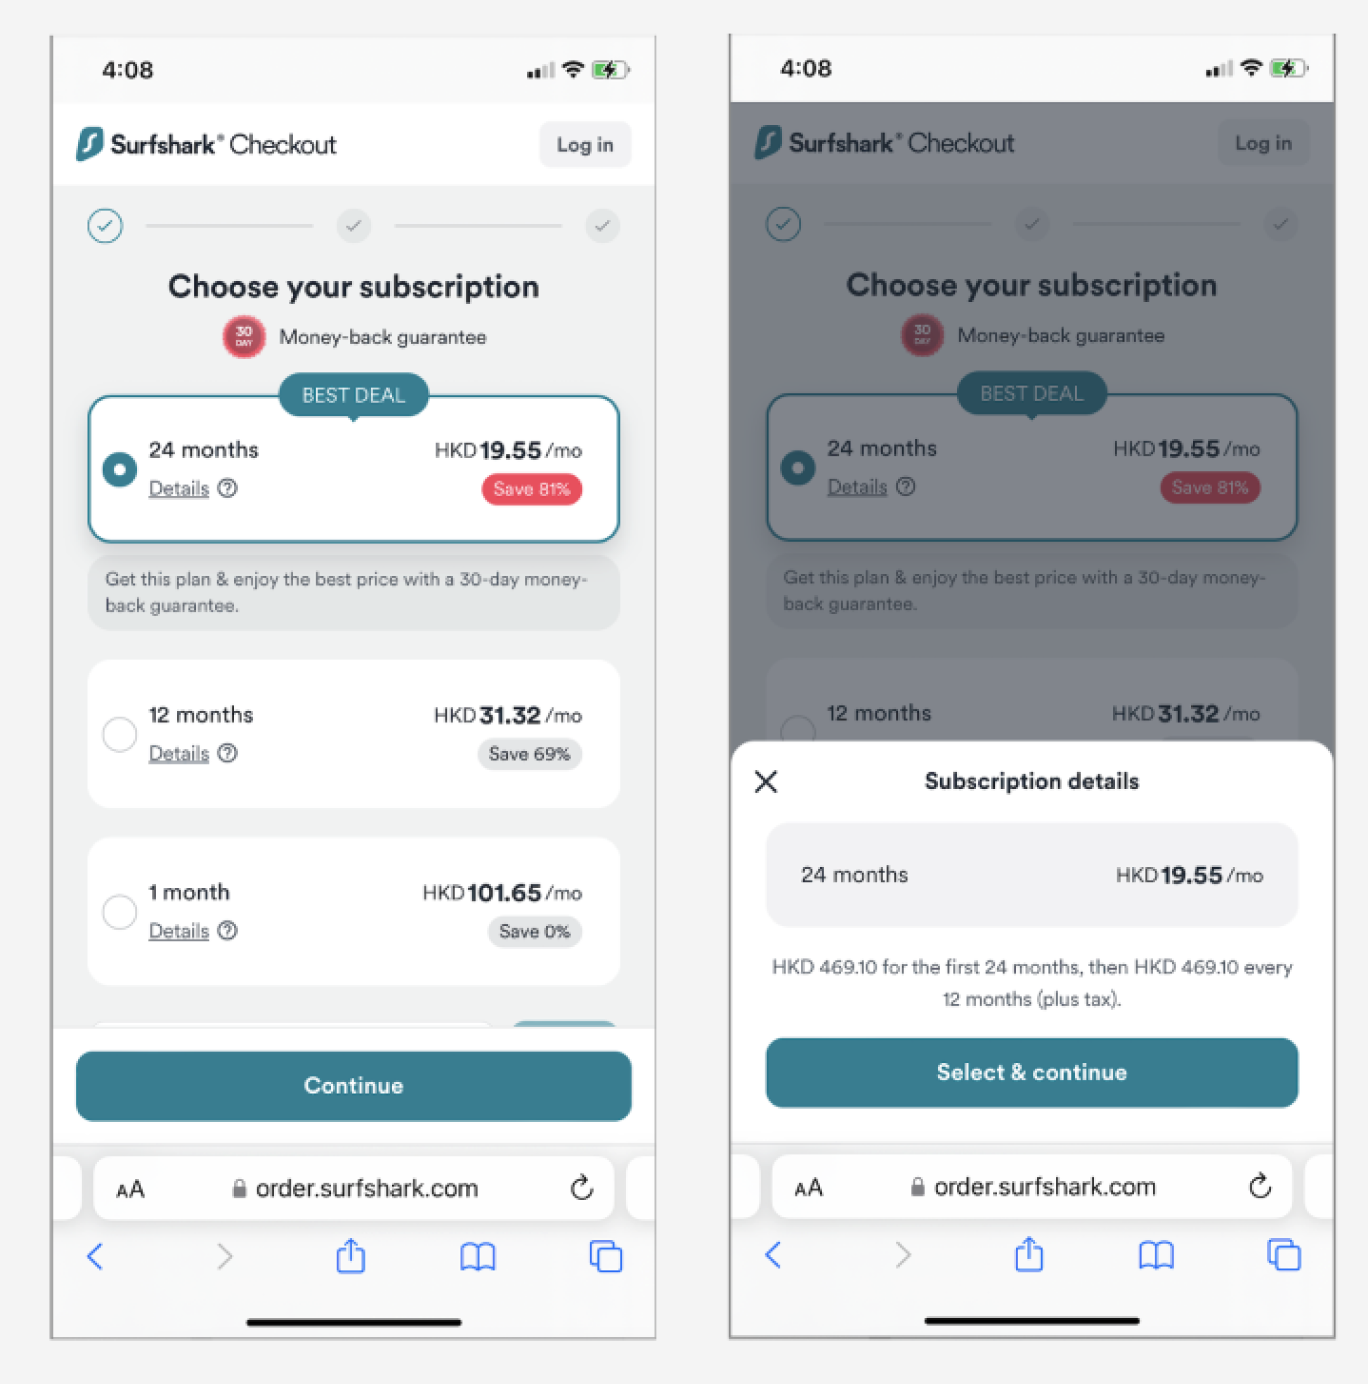 4:08
Surfshark® Checkout
Log in
Choose your subscription
30 DAY
Money-back guarantee
BEST DEAL
24 months
HKD 19.55 /mo
Details ?
Save 81%
Get this plan & enjoy the best price with a 30-day money-
back guarantee.
12 months
HKD 31.32 /mo
Details ?
Save 69%
1 month
HKD 101.65 /mo
Details ?
Save 0%
Continue
AA
order.surfshark.com
4:08
Surfshark® Checkout
Log in
Choose your subscription
30 DAY
Money-back guarantee
BEST DEAL
24 months
HKD 19.55 /mo
Details ?
Save 81%
Get this plan & enjoy the best price with a 30-day money-
back guarantee.
12 months
HKD 31.32 /mo
Subscription details
24 months
HKD 19.55 /mo
HKD 469.10 for the first 24 months, then HKD 469.10 every
12 months (plus tax).
Select & continue
AA
order.surfshark.com